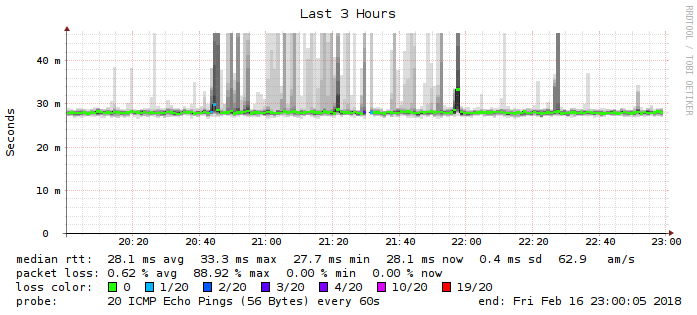 Last 3 Hours
RRDTOOL / TOBI OETIKER
Seconds
40 m
30 m
20 m
10 m
0
20:20 20:40 21:00 21:20 21:40 22:00 22:20 22:40 23:00
median rtt: 28.1 ms avg 33.3 ms max 27.7 ms min 28.1 ms now 0.4 ms sd 62.9 am/s
packet loss: 0.62 % avg 88.92 % max 0.00 % min 0.00 % now
loss color: 0 1/20 2/20 3/20 4/20 10/20 19/20
probe: 20 ICMP Echo Pings (56 Bytes) every 60s end: Fri Feb 16 23:00:05 2018